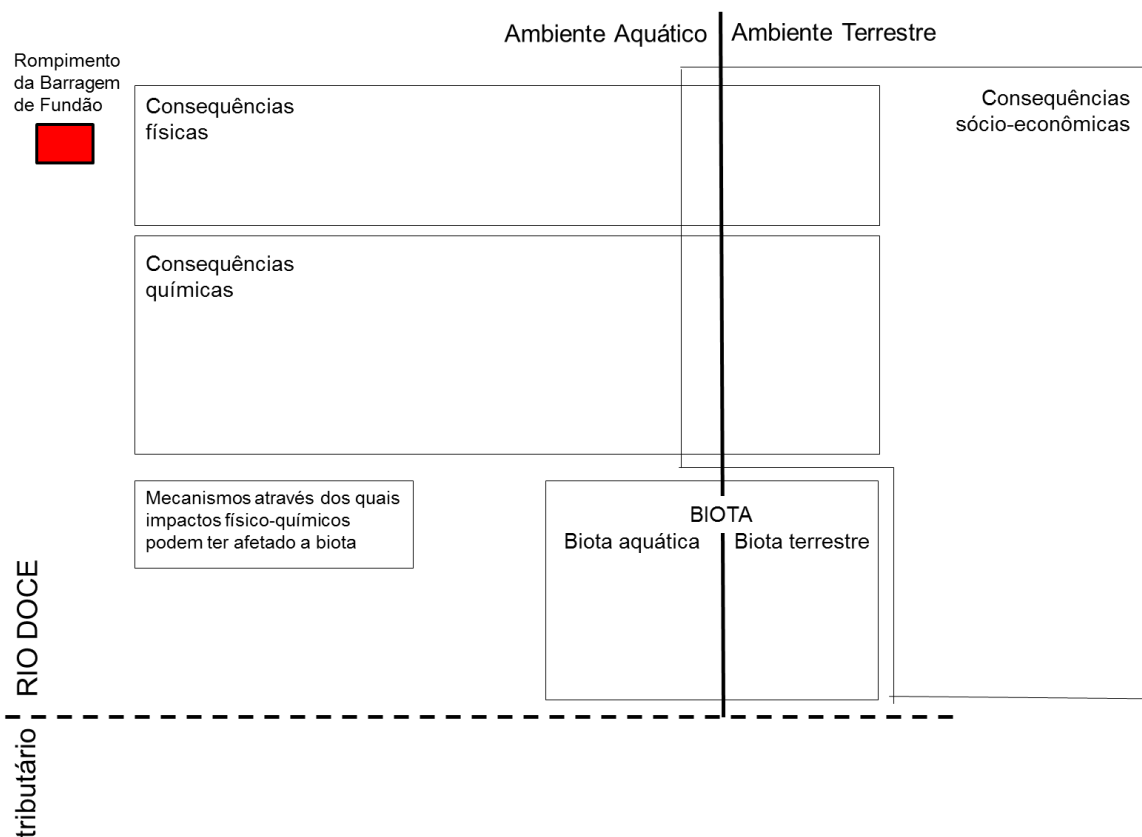 Ambiente Aquático
Ambiente Terrestre
Rompimento
da Barragem
de Fundão
Consequências
físicas
Consequências
sócio-econômicas
Consequências
químicas
Mecanismos através dos quais
impactos físico-químicos
podem ter afetado a biota
BIOTA
Biota aquática
Biota terrestre
RIO DOCE
tributário